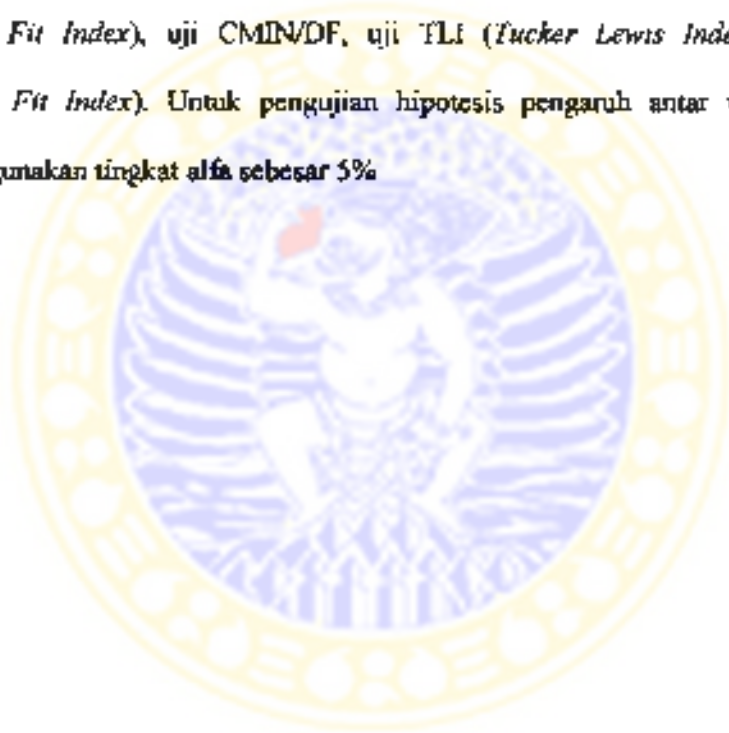 Fit Index), uji CMIN/DF, uji TLI (Tucker Lewis Inde
Fit Index). Untuk pengujian hipotesis pengaruh antar
gunakan tingkat alfa sebesar 5%